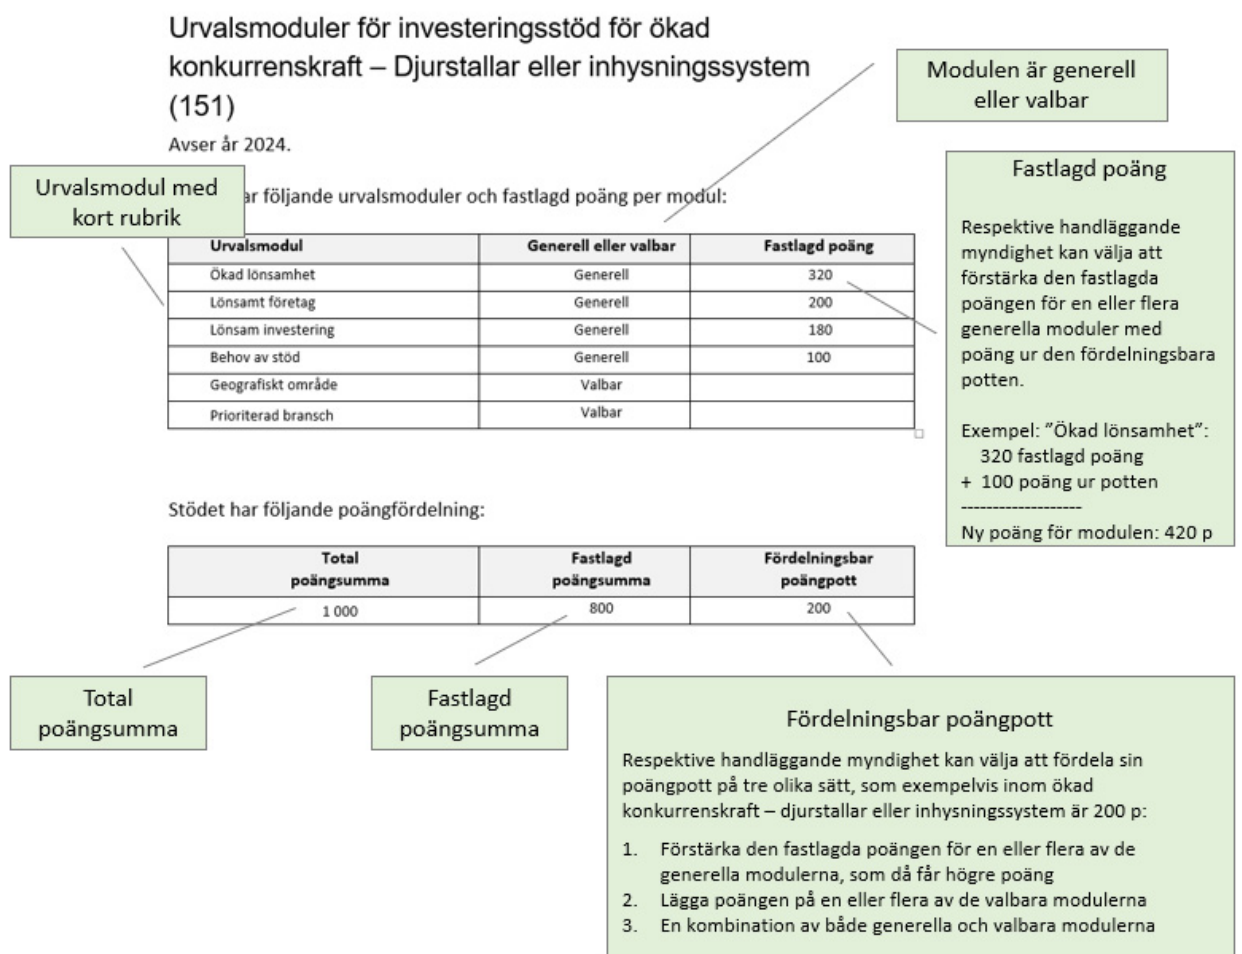 Urvalsmoduler för investeringsstöd för ökad
konkurrenskraft – Djurstallar eller inhysningssystem
(151)
Avser år 2024.
Modulen är generell
eller valbar
Urvalsmodul med
kort rubrik
ar följande urvalsmoduler och fastlagd poäng per modul:
Urvalsmodul Generell eller valbar Fastlagd poäng
Ökad lönsamhet Generell 320
Lönsamt företag Generell 200
Lönsam investering Generell 180
Behov av stöd Generell 100
Geografiskt område Valbar
Prioriterad bransch Valbar
Fastlagd poäng
Respektive handläggande
myndighet kan välja att
förstärka den fastlagda
poängen för en eller flera
generella moduler med
poäng ur den fördelningsbara
potten.
Exempel: ”Ökad lönsamhet”:
320 fastlagd poäng
+ 100 poäng ur potten
-------------------
Ny poäng för modulen: 420 p
Stödet har följande poängfördelning:
Total Fastlagd Fördelningsbar
poängsumma poängsumma poängpott
1 000 800 200
Total
poängsumma
Fastlagd
poängsumma
Fördelningsbar poängpott
Respektive handläggande myndighet kan välja att fördela sin
poängpott på tre olika sätt, som exempelvis inom ökad
konkurrenskraft – djurstallar eller inhysningssystem är 200 p:
1. Förstärka den fastlagda poängen för en eller flera av de
generella modulerna, som då får högre poäng
2. Lägga poängen på en eller flera av de valbara modulerna
3. En kombination av både generella och valbara modulerna